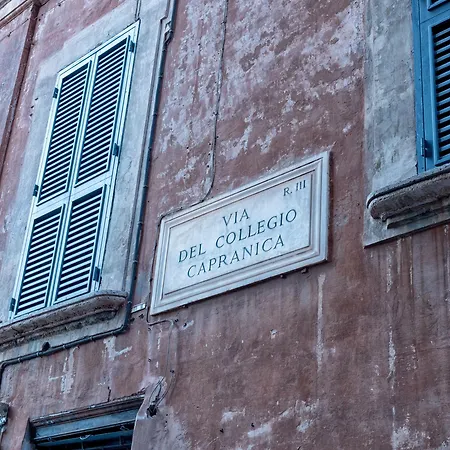 R. III
VIA
DEL COLLEGIO
CAPRANICA